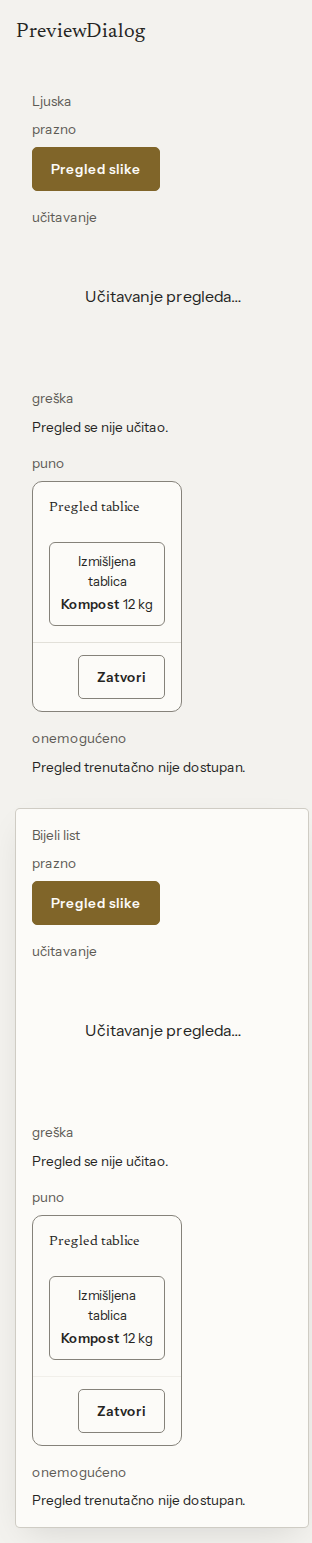 PreviewDialog
Ljuska
prazno
Pregled slike
učitavanje
Učitavanje pregleda…
greška
Pregled se nije učitao.
puno
Pregled tablice
Izmišljena
tablica
Kompost 12 kg
Zatvori
onemogućeno
Pregled trenutačno nije dostupan.
Bijeli list
prazno
Pregled slike
učitavanje
Učitavanje pregleda…
greška
Pregled se nije učitao.
puno
Pregled tablice
Izmišljena
tablica
Kompost 12 kg
Zatvori
onemogućeno
Pregled trenutačno nije dostupan.